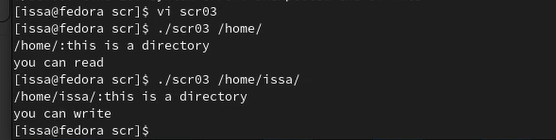 [issa@fedora scr]$ vi scr03
[issa@fedora scr]$ ./scr03 /home/
/home/:this is a directory
you can read
[issa@fedora scr]$ ./scr03 /home/issa/
/home/issa/:this is a directory
you can write
[issa@fedora scr]$